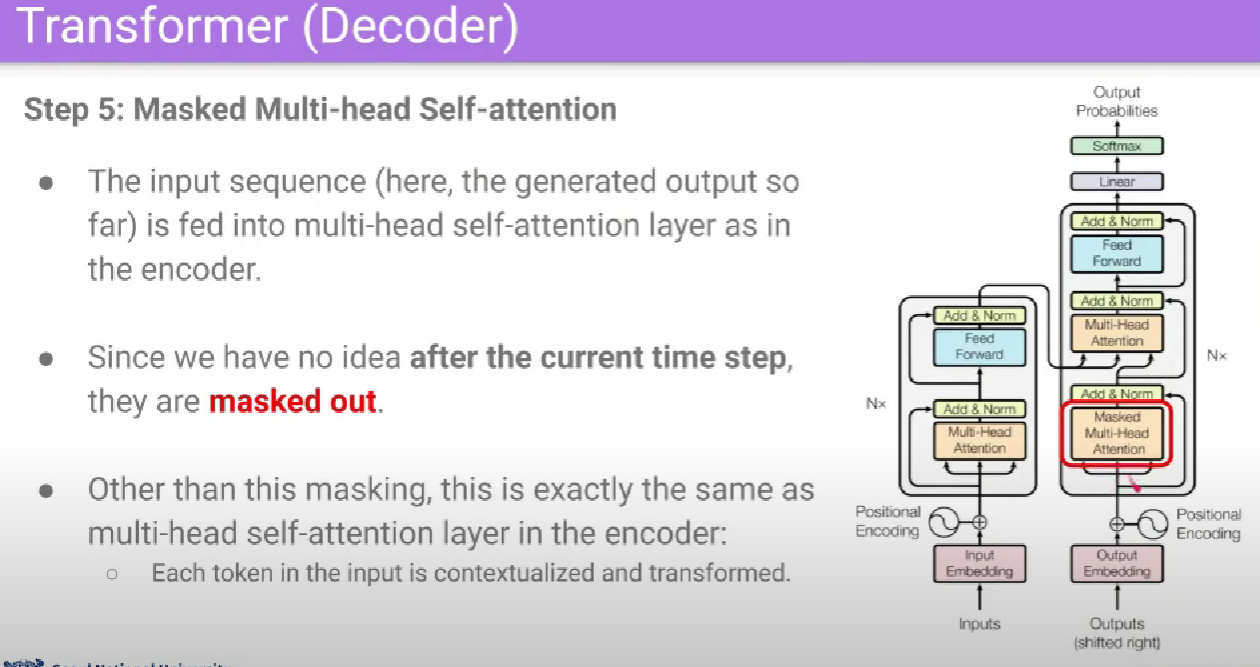 Transformer (Decoder)
Step 5: Masked Multi-head Self-attention
● The input sequence (here, the generated output so
far) is fed into multi-head self-attention layer as in
the encoder.
● Since we have no idea after the current time step,
they are masked out.
● Other than this masking, this is exactly the same as
multi-head self-attention layer in the encoder:
○ Each token in the input is contextualized and transformed.
Output
Probabilities
Softmax
Linear
Add & Norm
Feed
Forward
Add & Norm
Multi-Head
Attention
Nx
Add & Norm
Masked
Multi-Head
Attention
Positional
Encoding
Output
Embedding
Outputs
(shifted right)
Add & Norm
Feed
Forward
Nx
Add & Norm
Multi-Head
Attention
Positional
Encoding
Input
Embedding
Inputs
Seoul National University